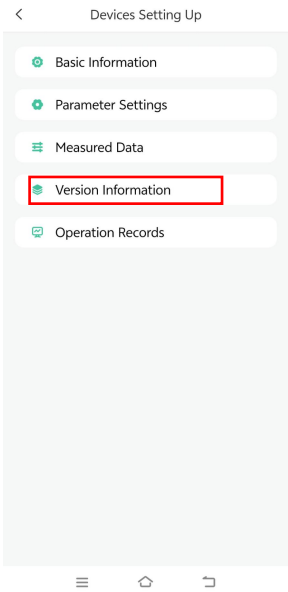 Devices Setting Up
Basic Information
Parameter Settings
Measured Data
Version Information
Operation Records